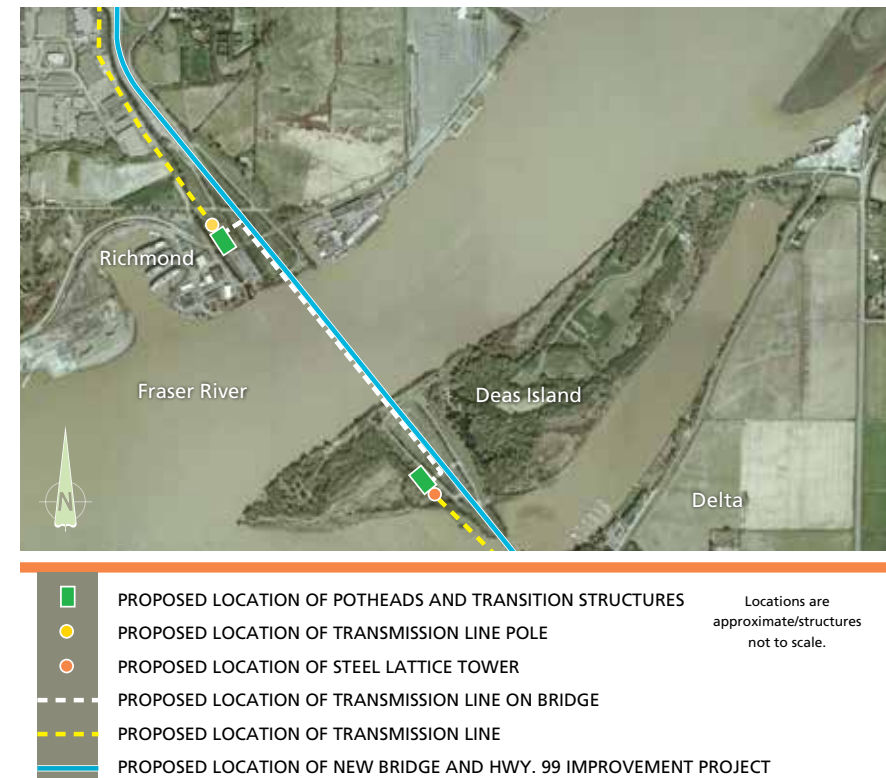 Richmond
Fraser River
Deas Island
Delta
N
PROPOSED LOCATION OF POTHEADS AND TRANSITION STRUCTURES
PROPOSED LOCATION OF TRANSMISSION LINE POLE
PROPOSED LOCATION OF STEEL LATTICE TOWER
PROPOSED LOCATION OF TRANSMISSION LINE ON BRIDGE
PROPOSED LOCATION OF TRANSMISSION LINE
PROPOSED LOCATION OF NEW BRIDGE AND HWY. 99 IMPROVEMENT PROJECT
Locations are
approximate/structures
not to scale.